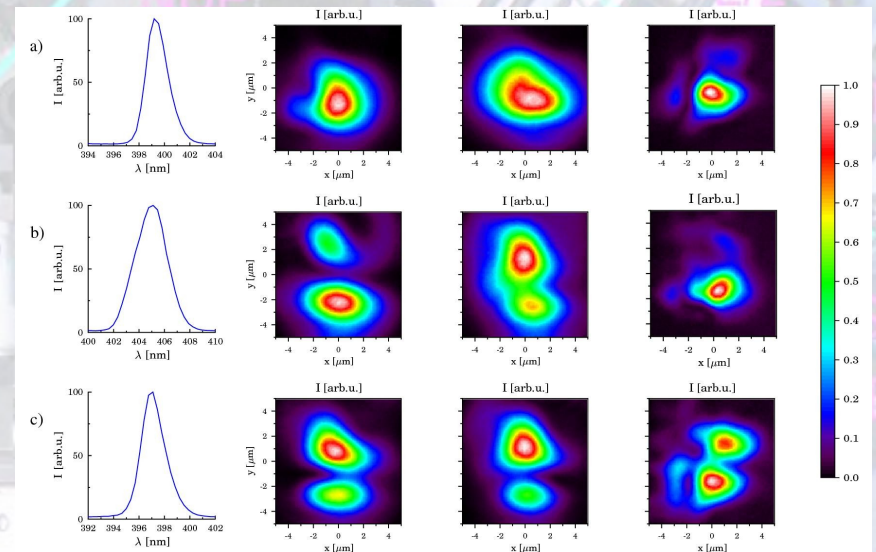 I [arb.u.] I [arb.u.] I [arb.u.]
a)
I [arb.u.]
100
50
0
394 396 398 400 402 404
λ [nm]
y [μm]
4
2
0
-2
-4
-4 -2 0 2 4
x [μm]
y [μm]
4
2
0
-2
-4
-4 -2 0 2 4
x [μm]
-4 -2 0 2 4
x [μm]
1.0
0.9
0.8
0.7
0.6
0.5
0.4
0.3
0.2
0.1
0.0
I [arb.u.] I [arb.u.] I [arb.u.]
b)
I [arb.u.]
100
50
0
400 402 404 406 408 410
λ [nm]
y [μm]
4
2
0
-2
-4
-4 -2 0 2 4
x [μm]
-4 -2 0 2 4
x [μm]
-4 -2 0 2 4
x [μm]
I [arb.u.] I [arb.u.] I [arb.u.]
c)
I [arb.u.]
100
50
0
392 394 396 398 400 402
λ [nm]
y [μm]
4
2
0
-2
-4
-4 -2 0 2 4
x [μm]
-4 -2 0 2 4
x [μm]
-4 -2 0 2 4
x [μm]